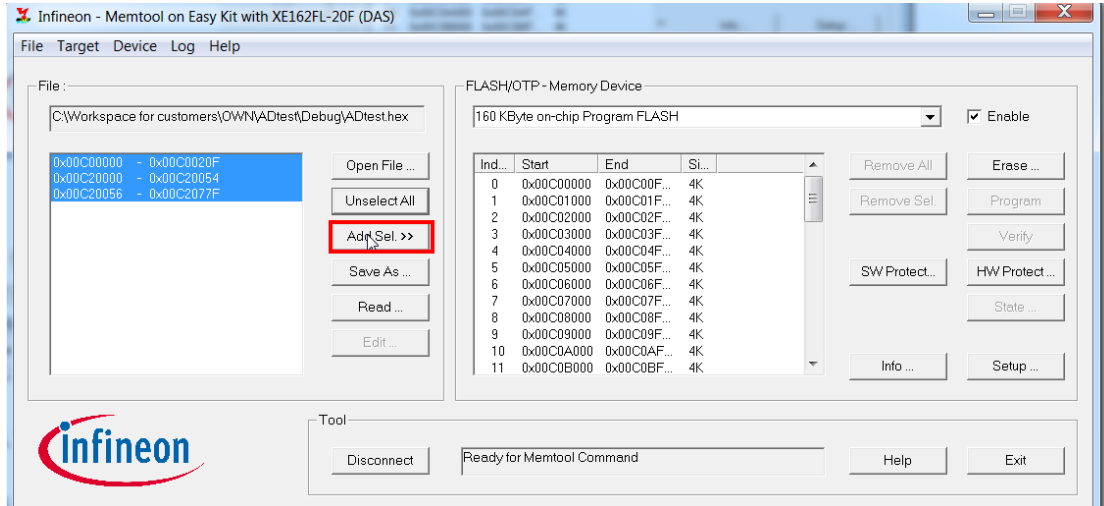 Infineon - Memtool on Easy Kit with XE162FL-20F (DAS)
File Target Device Log Help
File :
C:\Workspace for customers\OWN\ADtest\Debug\ADtest.hex
0x00C00000 - 0x00C0020F
0x00C20000 - 0x00C20054
0x00C20056 - 0x00C2077F
Open File ...
Unselect All
Add Sel. >>
Save As ...
Read ...
Edit ...
FLASH/OTP - Memory Device
160 KByte on-chip Program FLASH
Enable
Ind... Start End Si...
0 0x00C00000 0x00C00F... 4K
1 0x00C01000 0x00C01F... 4K
2 0x00C02000 0x00C02F... 4K
3 0x00C03000 0x00C03F... 4K
4 0x00C04000 0x00C04F... 4K
5 0x00C05000 0x00C05F... 4K
6 0x00C06000 0x00C06F... 4K
7 0x00C07000 0x00C07F... 4K
8 0x00C08000 0x00C08F... 4K
9 0x00C09000 0x00C09F... 4K
10 0x00C0A000 0x00C0AF... 4K
11 0x00C0B000 0x00C0BF... 4K
Remove All
Erase ...
Remove Sel.
Program
Verify
SW Protect...
HW Protect ...
State ...
Info ...
Setup ...
infineon
Tool
Disconnect
Ready for Memtool Command
Help
Exit